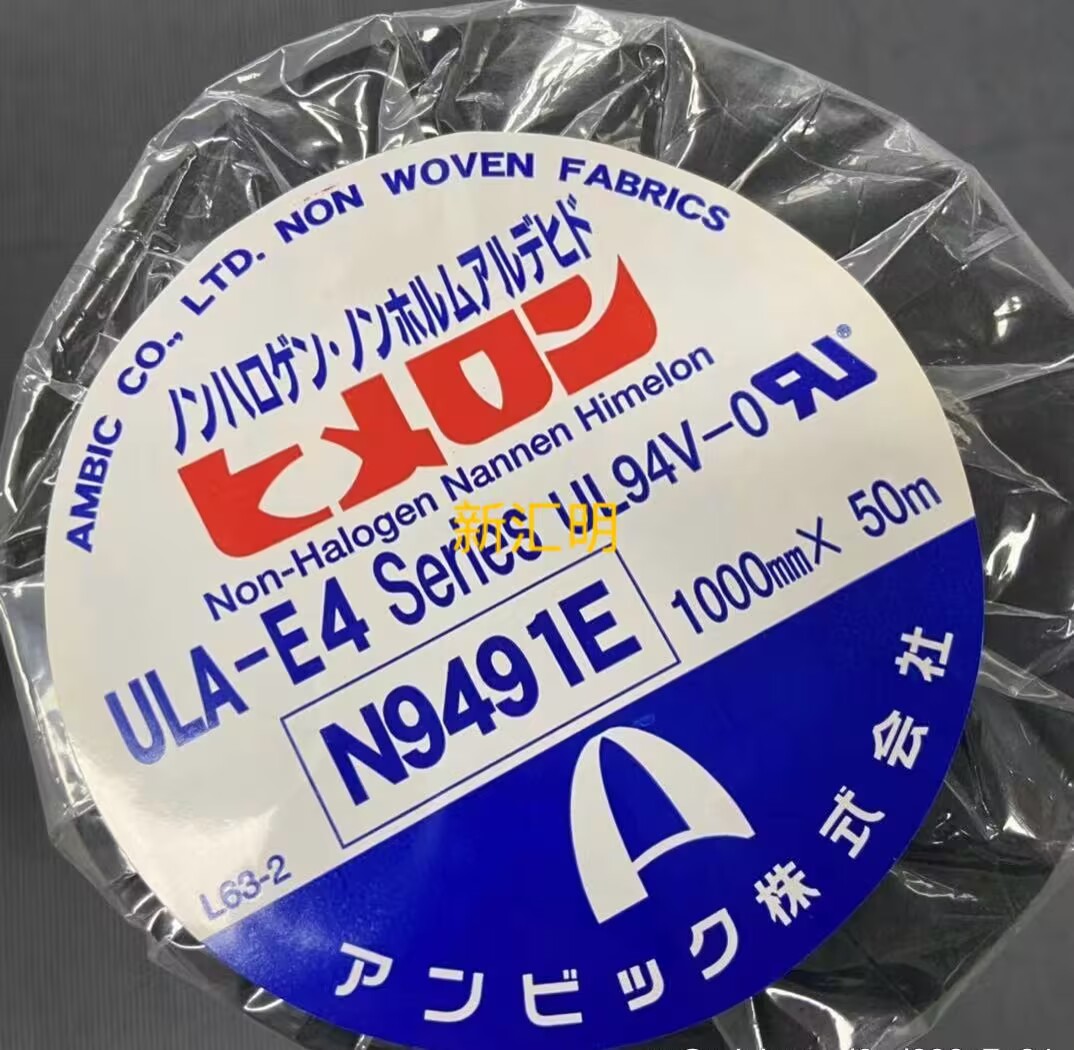 AMBIC CO., LTD. NON WOVEN FABRICS
ノンハロゲン・ノンホルムアルデヒド
ヒメロン
Non-Halogen Nannen Himelon
ULA-E4 Series UL94V-0 RU®
新汇明
N9491E
1000mm× 50m
L63-2
アンビック株式会社